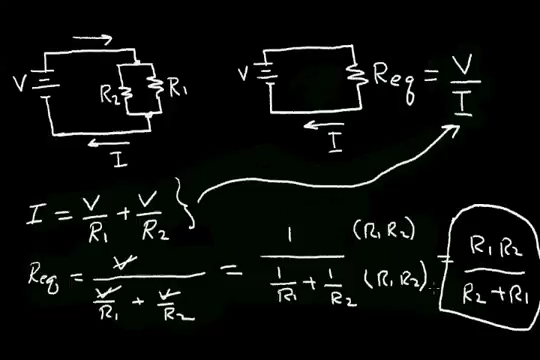 V R₂ R₁ I
V Req = V/I
I
I = V/R₁ + V/R₂
Req = V/(V/R₁ + V/R₂) = 1/(1/R₁ + 1/R₂) (R₁R₂)/(R₁R₂) = R₁R₂/(R₂+R₁)